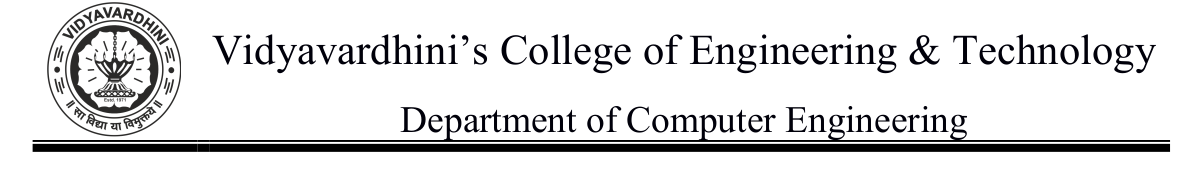 VIDYAVARDHINI
Estd. 1971
॥ सा विद्या या विमुक्तये ॥
Vidyavardhini’s College of Engineering & Technology
Department of Computer Engineering